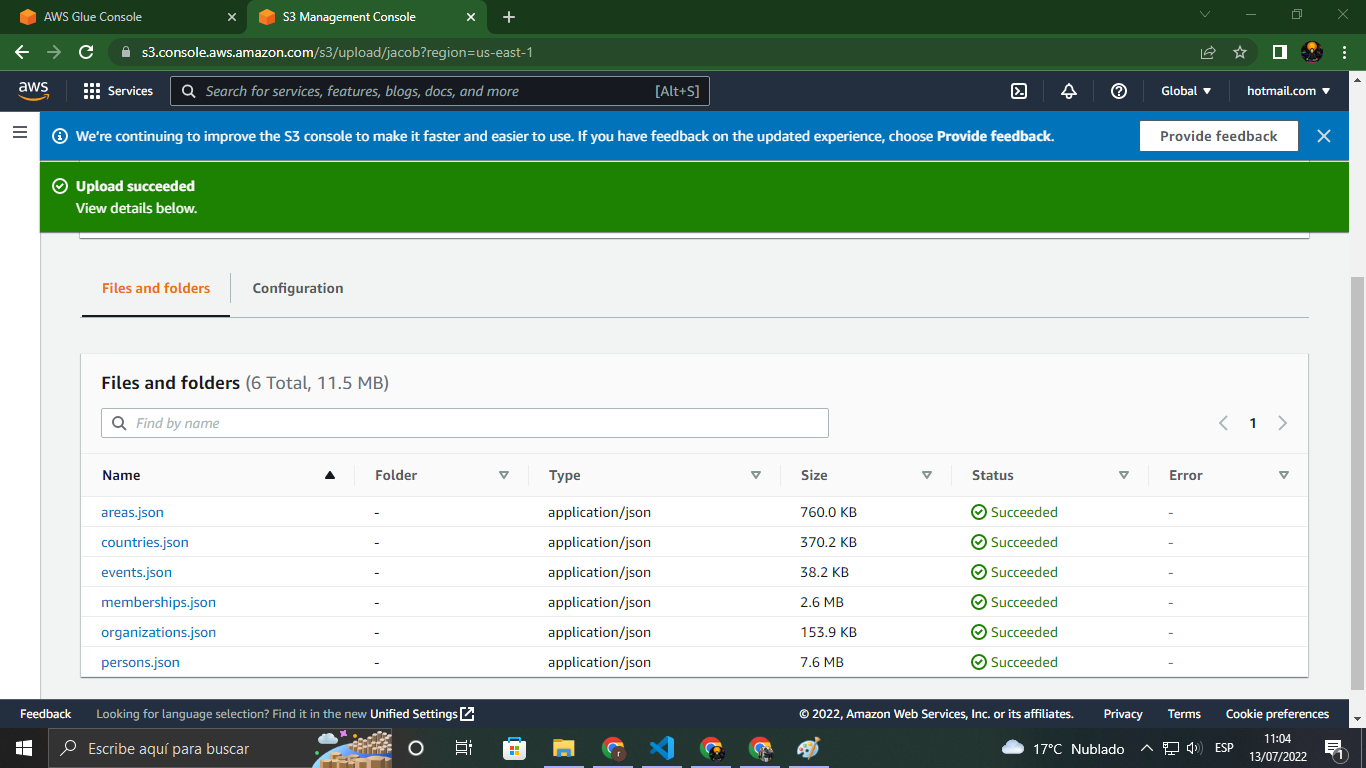 AWS Glue Console
S3 Management Console
s3.console.aws.amazon.com/s3/upload/jacob?region=us-east-1
aws
Services
Search for services, features, blogs, docs, and more
[Alt+S]
Global
hotmail.com
We're continuing to improve the S3 console to make it faster and easier to use. If you have feedback on the updated experience, choose Provide feedback.
Provide feedback
Upload succeeded
View details below.
Files and folders
Configuration
Files and folders (6 Total, 11.5 MB)
Find by name
1
Name Folder Type Size Status Error
areas.json - application/json 760.0 KB Succeeded -
countries.json - application/json 370.2 KB Succeeded -
events.json - application/json 38.2 KB Succeeded -
memberships.json - application/json 2.6 MB Succeeded -
organizations.json - application/json 153.9 KB Succeeded -
persons.json - application/json 7.6 MB Succeeded -
Feedback
Looking for language selection? Find it in the new Unified Settings
© 2022, Amazon Web Services, Inc. or its affiliates.
Privacy
Terms
Cookie preferences
Escribe aquí para buscar
17°C Nublado
ESP
11:04
13/07/2022
1